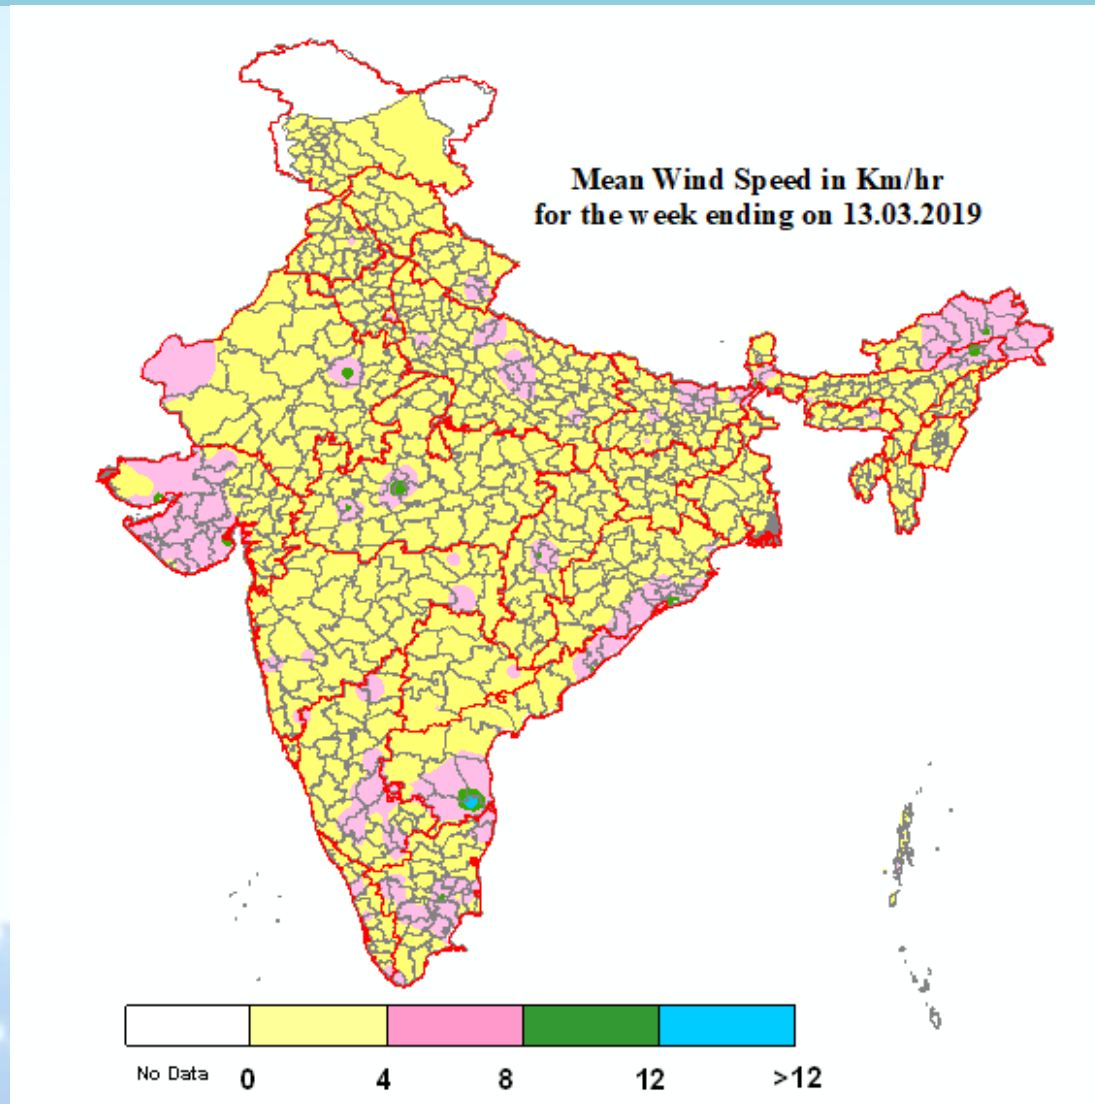 Mean Wind Speed in Km/hr
for the week ending on 13.03.2019
No Data 0 4 8 12 >12